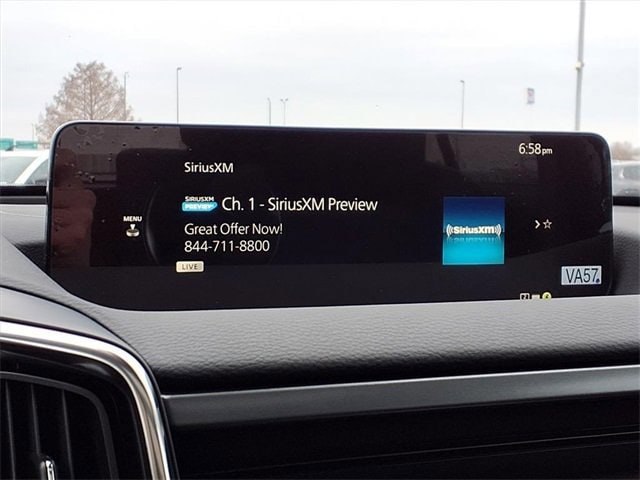 SiriusXM
6:58pm
SIRIUSXM
PREVIEW
Ch. 1 - SiriusXM Preview
MENU
Great Offer Now!
844-711-8800
LIVE
((SiriusXM))
VA57